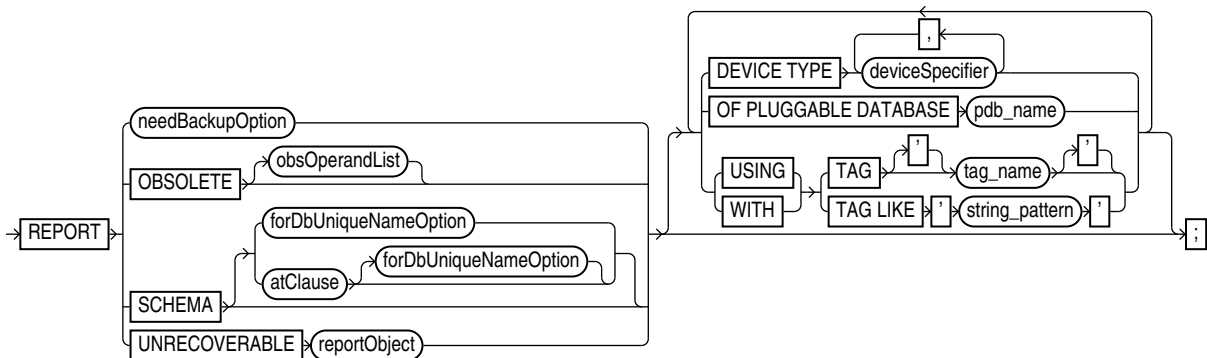 ,
DEVICE TYPE deviceSpecifier
needBackupOption
OF PLUGGABLE DATABASE pdb_name
obsOperandList
' '
OBSOLETE
USING TAG tag_name
' '
WITH TAG LIKE string_pattern
forDbUniqueNameOption
REPORT ;
forDbUniqueNameOption
atClause
SCHEMA
UNRECOVERABLE reportObject